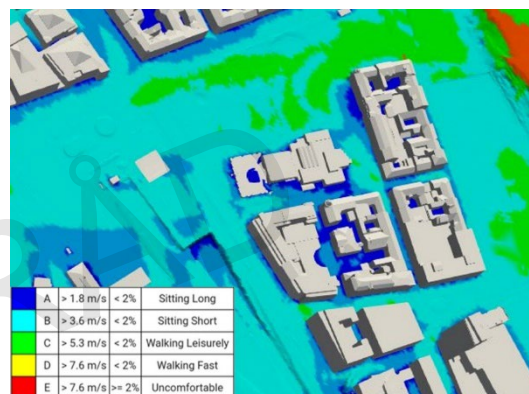 A > 1.8 m/s < 2% Sitting Long
B > 3.6 m/s < 2% Sitting Short
C > 5.3 m/s < 2% Walking Leisurely
D > 7.6 m/s < 2% Walking Fast
E > 7.6 m/s >= 2% Uncomfortable